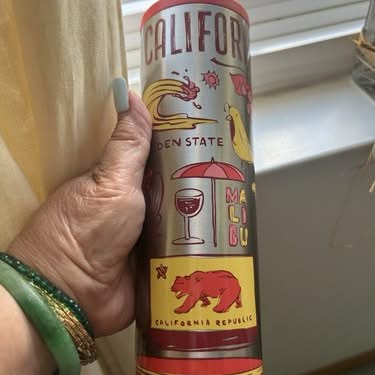 CALIFOR
DEN STATE
MA
LI
BU
CALIFORNIA REPUBLIC